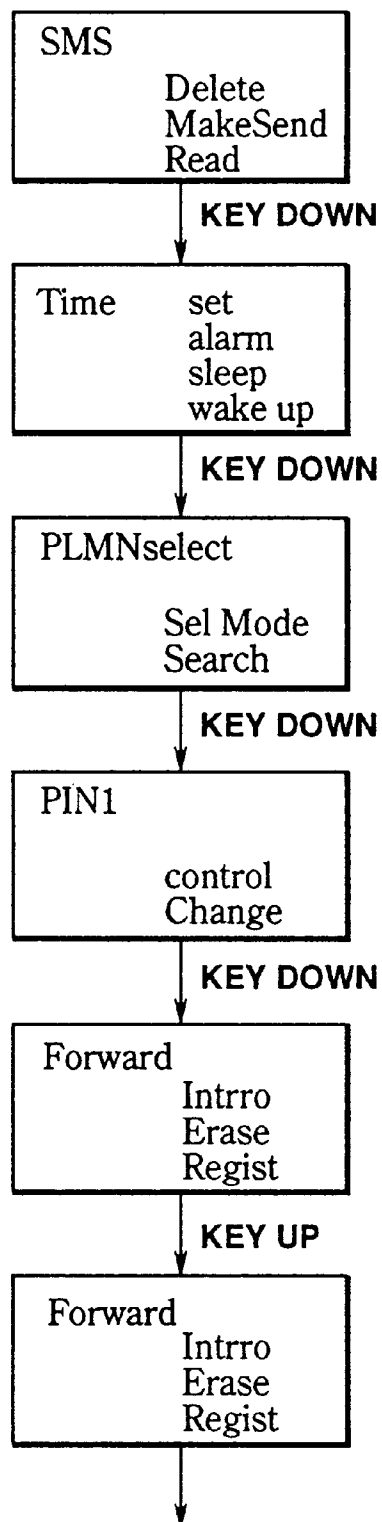 SMS
Delete
MakeSend
Read
KEY DOWN
Time set
alarm
sleep
wake up
KEY DOWN
PLMNselect
Sel Mode
Search
KEY DOWN
PIN1
control
Change
KEY DOWN
Forward
Intrro
Erase
Regist
KEY UP
Forward
Intrro
Erase
Regist